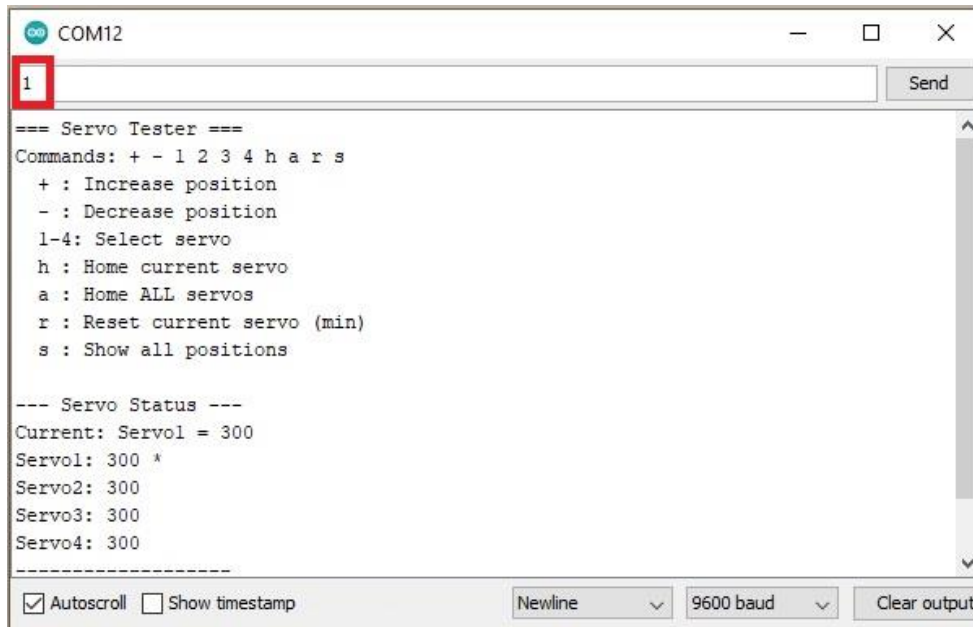 COM12
1
Send
=== Servo Tester ===
Commands: + - 1 2 3 4 h a r s
+ : Increase position
- : Decrease position
1-4: Select servo
h : Home current servo
a : Home ALL servos
r : Reset current servo (min)
s : Show all positions
--- Servo Status ---
Current: Servo1 = 300
Servo1: 300 *
Servo2: 300
Servo3: 300
Servo4: 300
-------------------
Autoscroll Show timestamp Newline 9600 baud Clear output